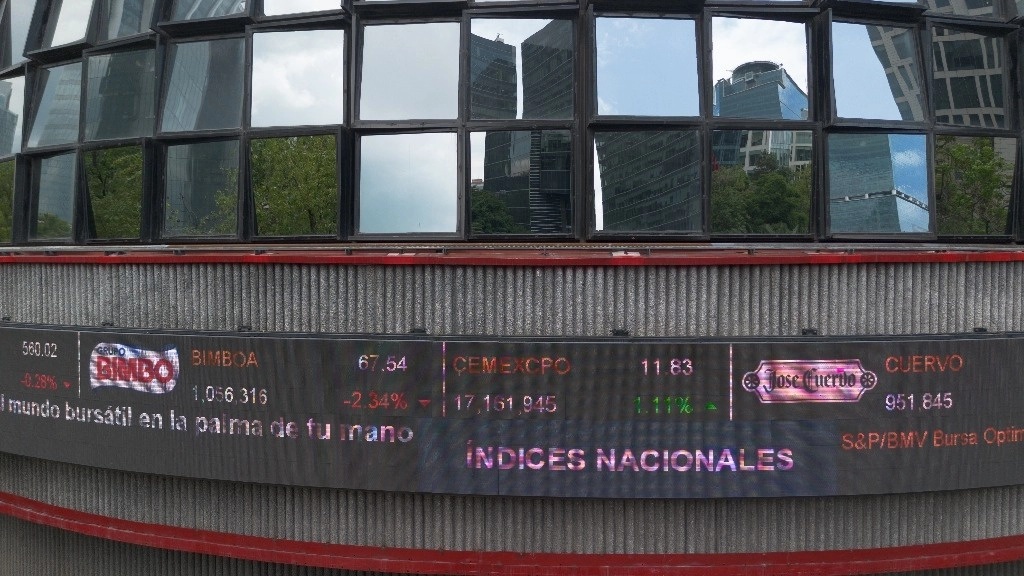 560.02
-0.28%
GRUPO
BIMBO
BIMBOA
67.54
1,056,316
-2.34%
CEMEXCPO
11.83
17,161,945
1.11%
Jose Cuervo
CUERVO
951,845
l mundo bursátil en la palma de tu mano
ÍNDICES NACIONALES
S&P/BMV Bursa Optim